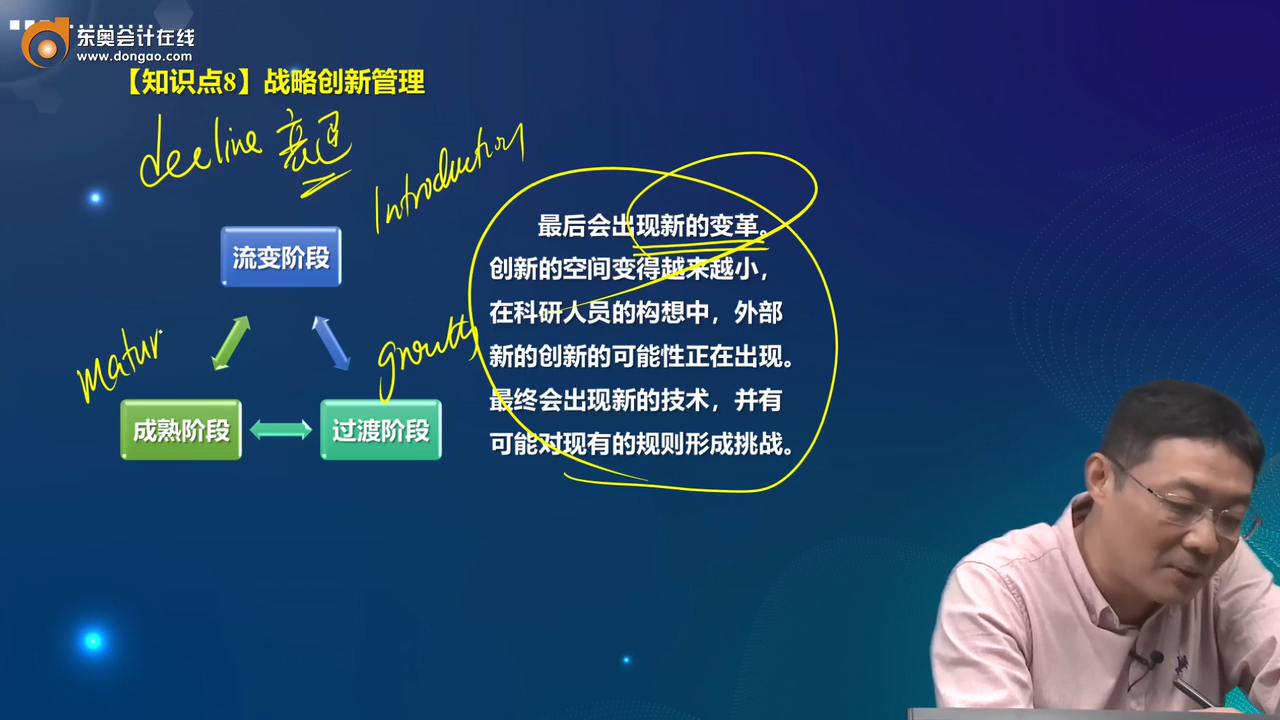 东奥会计在线
www.dongao.com
【知识点8】战略创新管理
decline 衰退
Introduction
流变阶段
matur
growth
成熟阶段
过渡阶段
最后会出现新的变革。
创新的空间变得越来越小，
在科研人员的构想中，外部
新的创新的可能性正在出现。
最终会出现新的技术，并有
可能对现有的规则形成挑战。